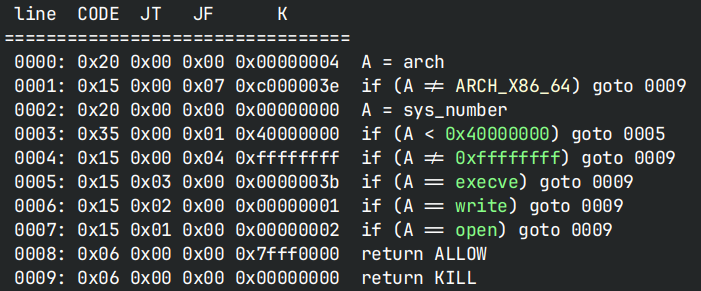 line  CODE  JT   JF      K
=================================
0000: 0x20 0x00 0x00 0x00000004  A = arch
0001: 0x15 0x00 0x07 0xc000003e  if (A ≠ ARCH_X86_64) goto 0009
0002: 0x20 0x00 0x00 0x00000000  A = sys_number
0003: 0x35 0x00 0x01 0x40000000  if (A < 0x40000000) goto 0005
0004: 0x15 0x00 0x04 0xffffffff  if (A ≠ 0xffffffff) goto 0009
0005: 0x15 0x03 0x00 0x0000003b  if (A == execve) goto 0009
0006: 0x15 0x02 0x00 0x00000001  if (A == write) goto 0009
0007: 0x15 0x01 0x00 0x00000002  if (A == open) goto 0009
0008: 0x06 0x00 0x00 0x7fff0000  return ALLOW
0009: 0x06 0x00 0x00 0x00000000  return KILL